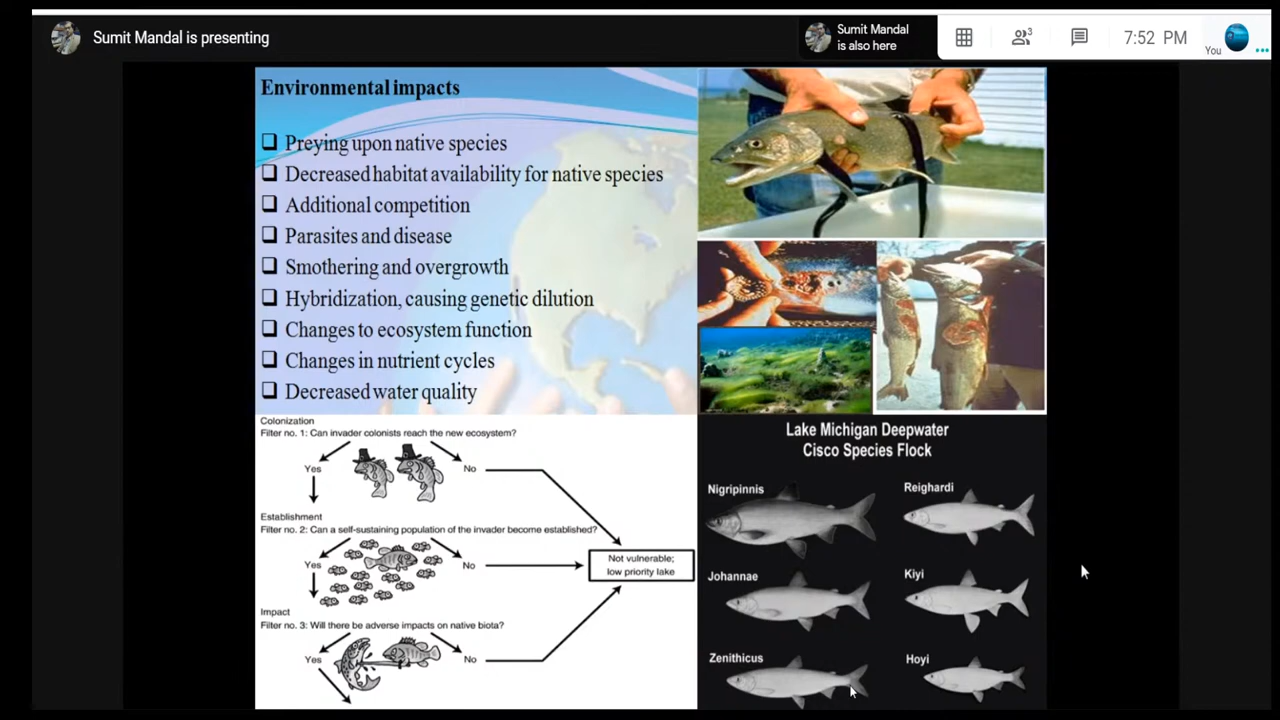 Sumit Mandal is presenting
Sumit Mandal
is also here
3
7:52 PM
You
Environmental impacts
Preying upon native species
Decreased habitat availability for native species
Additional competition
Parasites and disease
Smothering and overgrowth
Hybridization, causing genetic dilution
Changes to ecosystem function
Changes in nutrient cycles
Decreased water quality
Colonization
Filter no. 1: Can invader colonists reach the new ecosystem?
Yes
No
Establishment
Filter no. 2: Can a self-sustaining population of the invader become established?
Yes
No
Not vulnerable;
low priority lake
Impact
Filter no. 3: Will there be adverse impacts on native biota?
Yes
No
Lake Michigan Deepwater
Cisco Species Flock
Nigripinnis
Reighardi
Johannae
Kiyi
Zenithicus
Hoyi